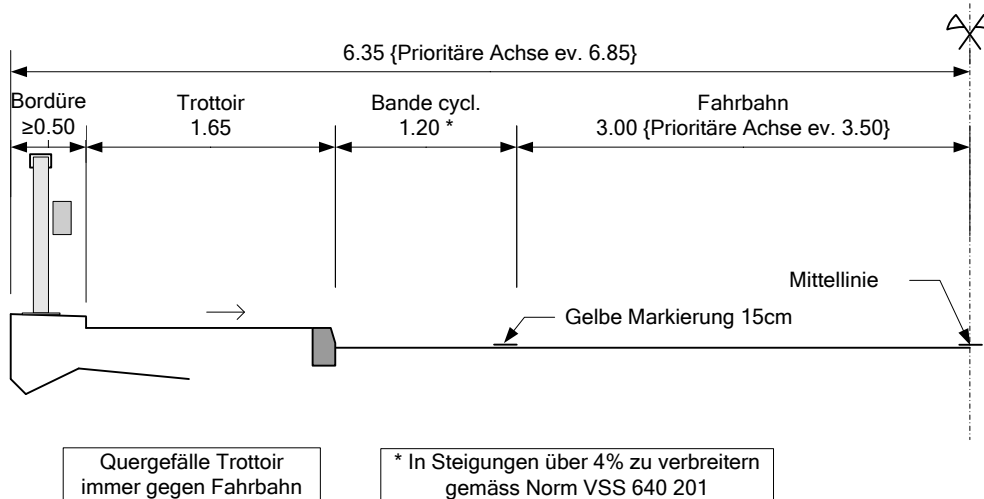 6.35 {Prioritäre Achse ev. 6.85}
Bordüre
≥0.50
Trottoir
1.65
Bande cycl.
1.20 *
Fahrbahn
3.00 {Prioritäre Achse ev. 3.50}
Mittellinie
Gelbe Markierung 15cm
Quergefälle Trottoir
immer gegen Fahrbahn
* In Steigungen über 4% zu verbreitern
gemäss Norm VSS 640 201